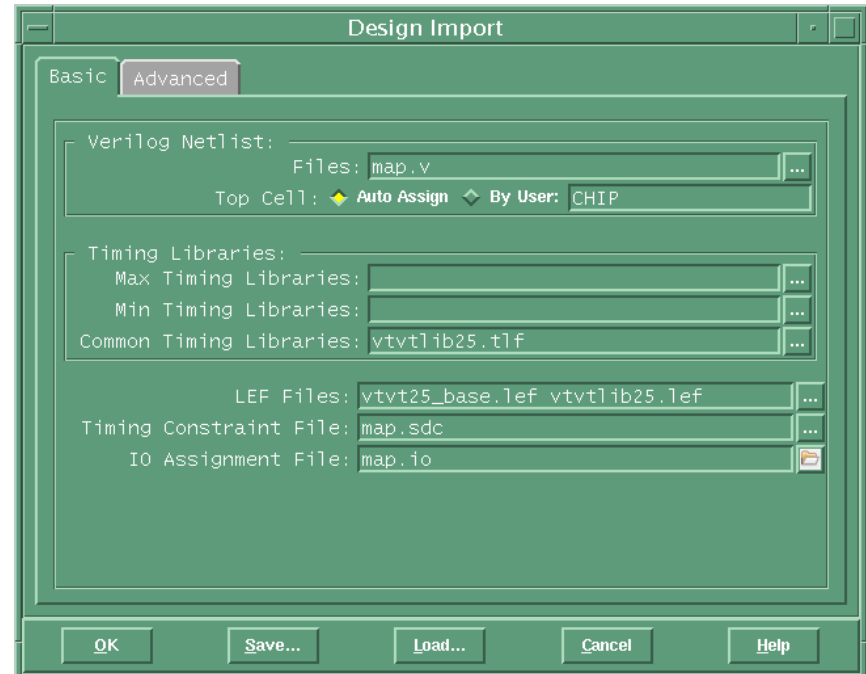 Design Import
Basic Advanced
Verilog Netlist:
Files: map.v ...
Top Cell: Auto Assign By User: CHIP
Timing Libraries:
Max Timing Libraries: ...
Min Timing Libraries: ...
Common Timing Libraries: vtvtlib25.tlf ...
LEF Files: vtvt25_base.lef vtvtlib25.lef ...
Timing Constraint File: map.sdc ...
IO Assignment File: map.io
OK Save... Load... Cancel Help